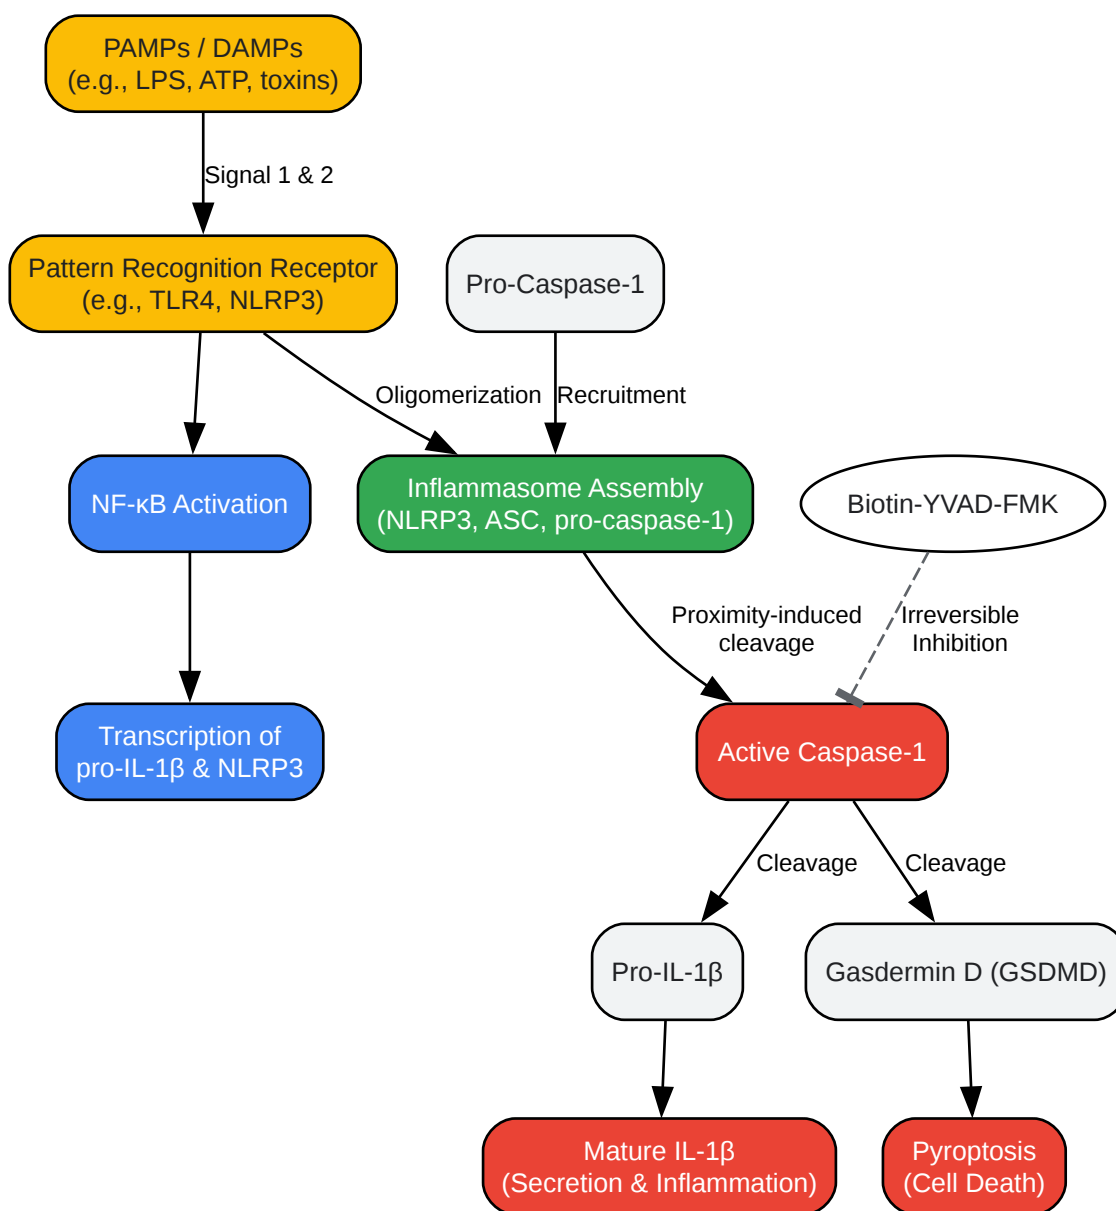 PAMPs / DAMPs
(e.g., LPS, ATP, toxins)
Signal 1 & 2
Pattern Recognition Receptor
(e.g., TLR4, NLRP3)
Pro-Caspase-1
Oligomerization
Recruitment
NF-κB Activation
Inflammasome Assembly
(NLRP3, ASC, pro-caspase-1)
Biotin-YVAD-FMK
Proximity-induced
cleavage
Irreversible
Inhibition
Transcription of
pro-IL-1β & NLRP3
Active Caspase-1
Cleavage
Cleavage
Pro-IL-1β
Gasdermin D (GSDMD)
Mature IL-1β
(Secretion & Inflammation)
Pyroptosis
(Cell Death)